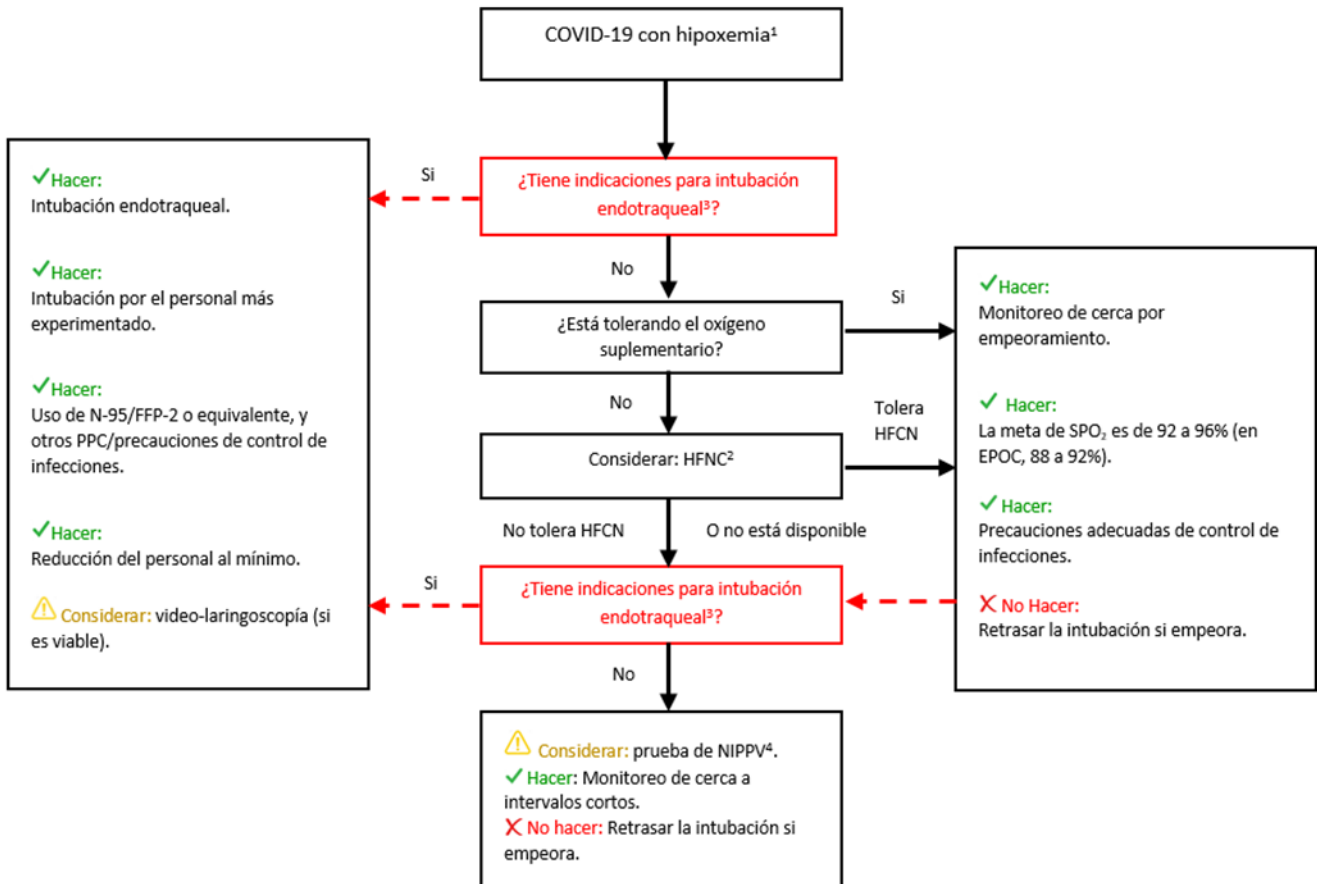 COVID-19 con hipoxemia¹
¿Tiene indicaciones para intubación
endotraqueal³?
Si
✓Hacer:
Intubación endotraqueal.
✓Hacer:
Intubación por el personal más
experimentado.
✓Hacer:
Uso de N-95/FFP-2 o equivalente, y
otros PPC/precauciones de control de
infecciones.
✓Hacer:
Reducción del personal al mínimo.
⚠ Considerar: video-laringoscopía (si
es viable).
No
¿Está tolerando el oxígeno
suplementario?
Si
✓Hacer:
Monitoreo de cerca por
empeoramiento.
✓ Hacer:
La meta de SPO₂ es de 92 a 96% (en
EPOC, 88 a 92%).
✓Hacer:
Precauciones adecuadas de control de
infecciones.
✗ No Hacer:
Retrasar la intubación si empeora.
No
Considerar: HFNC²
Tolera
HFCN
No tolera HFCN
O no está disponible
¿Tiene indicaciones para intubación
endotraqueal³?
Si
No
⚠ Considerar: prueba de NIPPV⁴.
✓ Hacer: Monitoreo de cerca a
intervalos cortos.
✗ No hacer: Retrasar la intubación si
empeora.